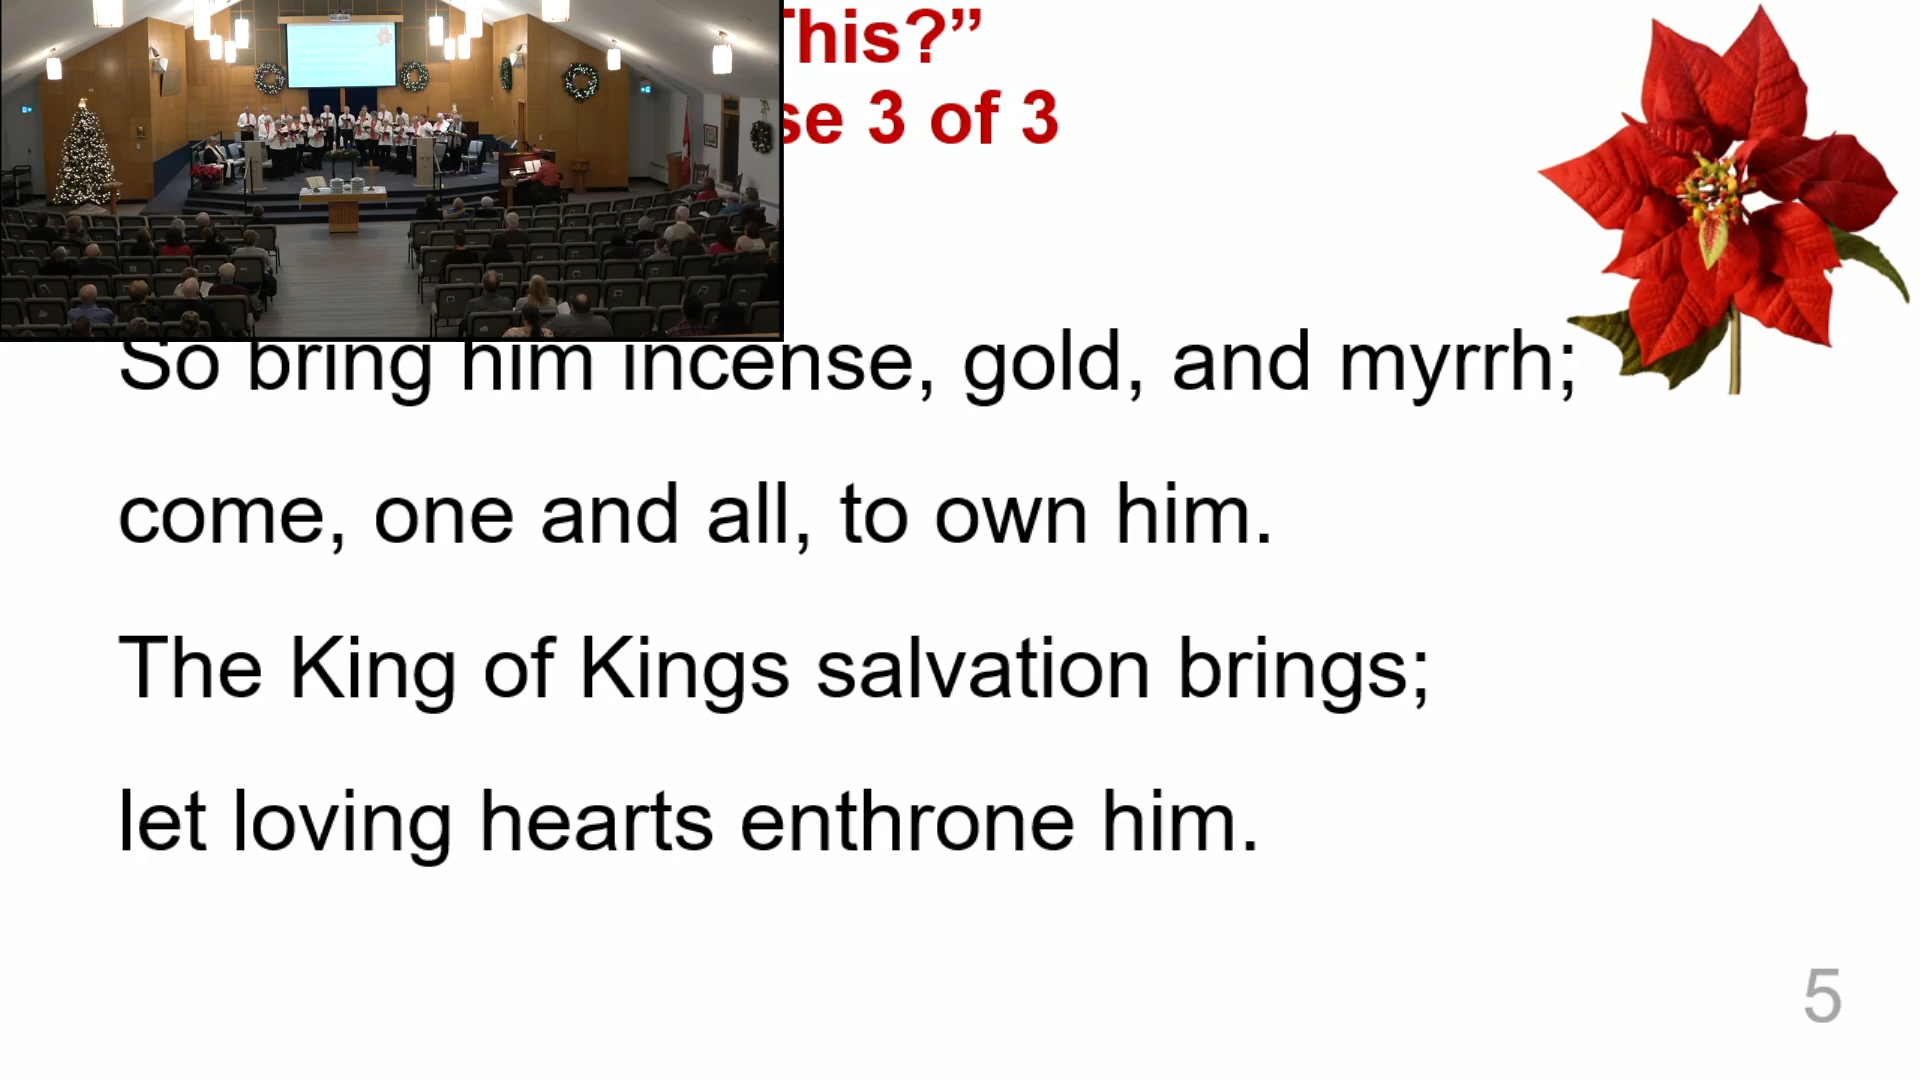 This?”
se 3 of 3
So bring him incense, gold, and myrrh;
come, one and all, to own him.
The King of Kings salvation brings;
let loving hearts enthrone him.
5